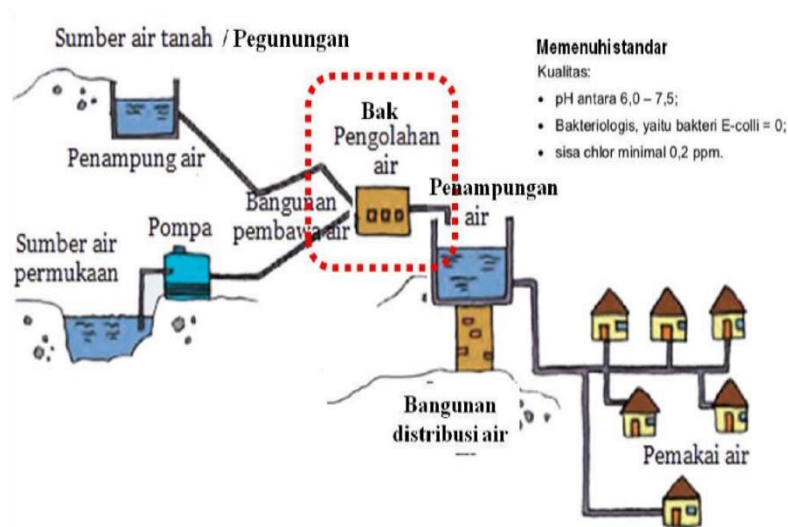 Sumber air tanah / Pegunungan
Penampung air
Bak
Pengolahan
air
Bangunan
pembawa air
Sumber air
permukaan
Pompa
Penampungan
air
Memenuhi standar
Kualitas:
• pH antara 6,0 – 7,5;
• Bakteriologis, yaitu bakteri E-colli = 0;
• sisa chlor minimal 0,2 ppm.
Bangunan
distribusi air
Pemakai air